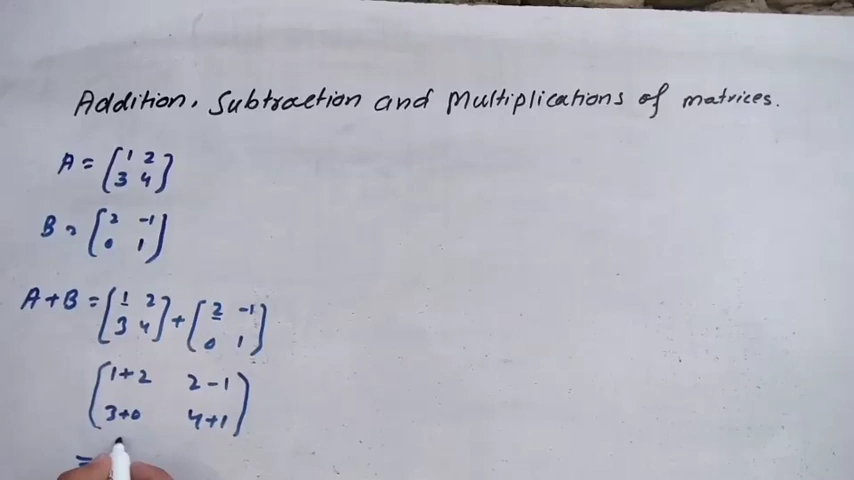 Addition, Subtraction and Multiplications of matrices.
A = [1 2
3 4]
B = [2 -1
0 1]
A+B = [1 2
3 4] + [2 -1
0 1]
[1+2 2-1
3+0 4+1]
=